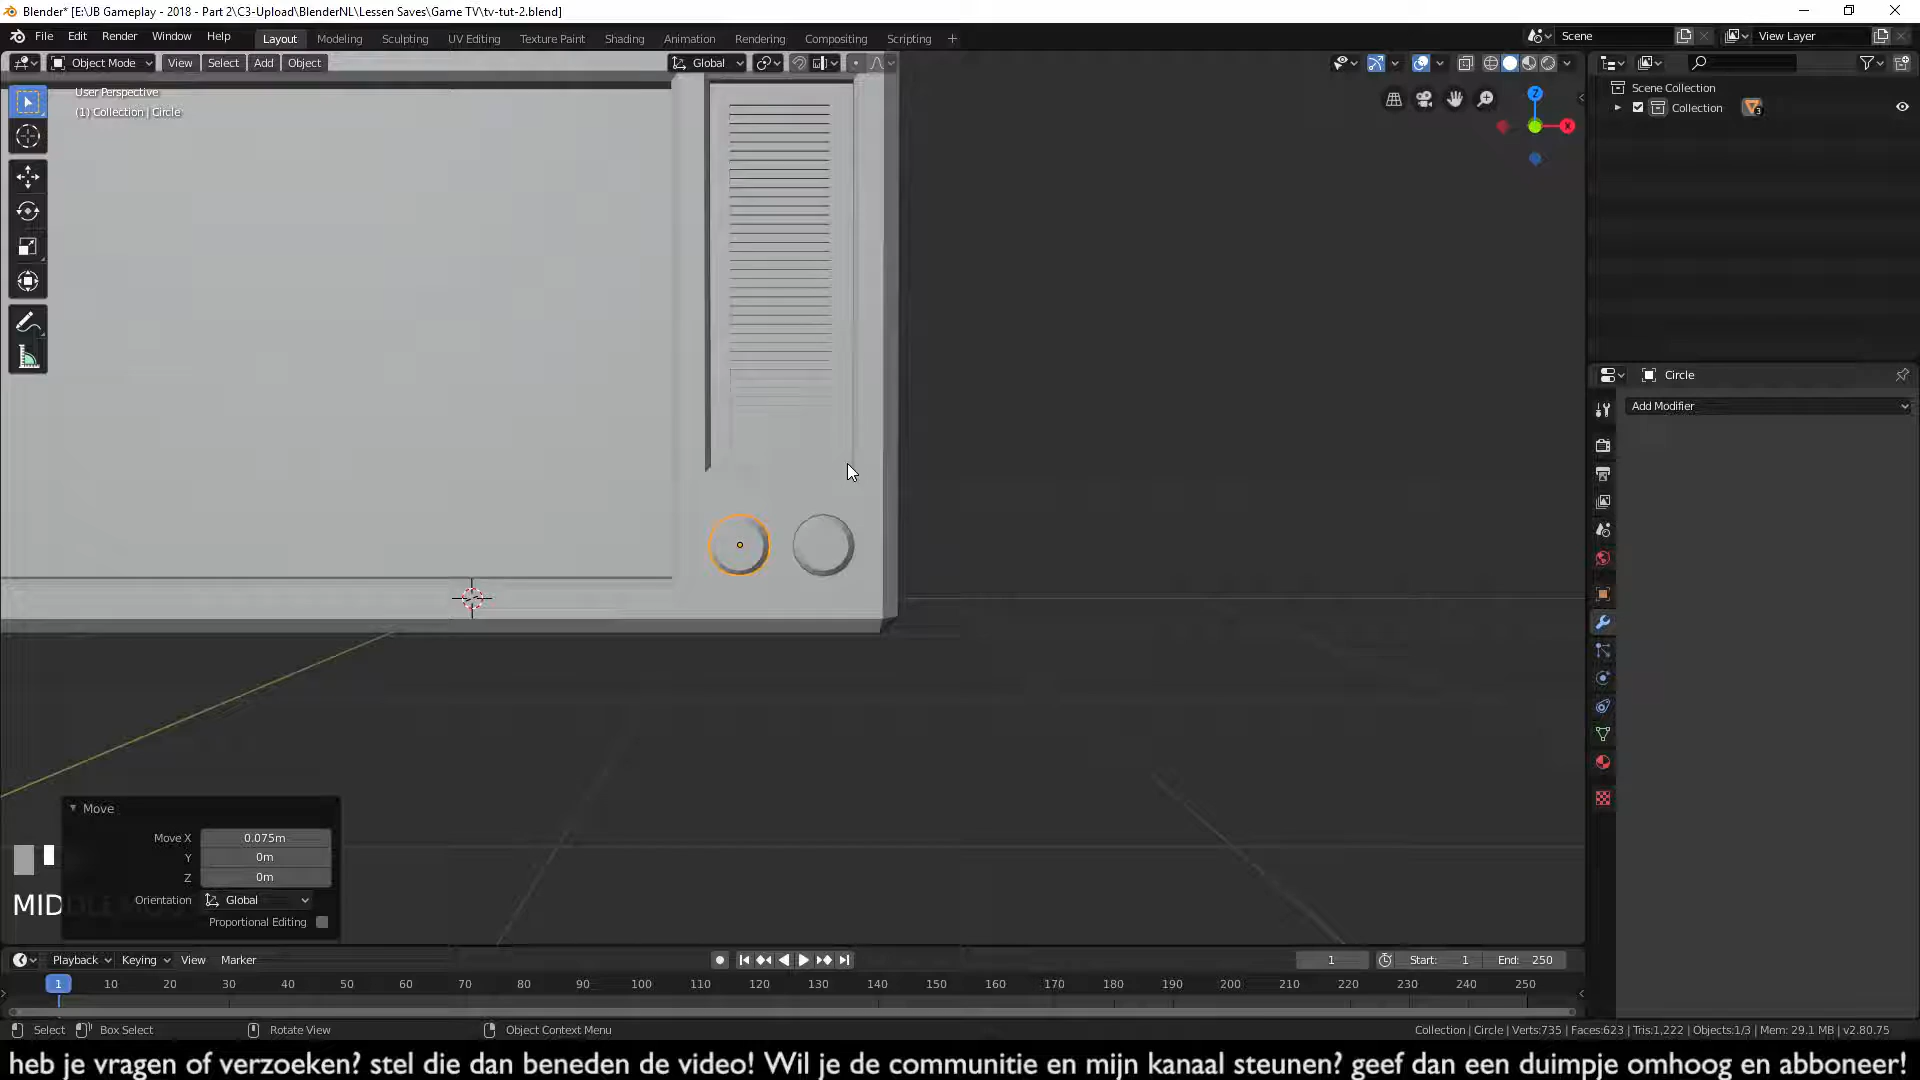 Blender* [E:\JB Gameplay - 2018 - Part 2\C3-Upload\BlenderNL\Lessen Saves\Game TV\tv-tut-2.blend]
File Edit Render Window Help Layout Modeling Sculpting UV Editing Texture Paint Shading Animation Rendering Compositing Scripting + Scene View Layer
Object Mode View Select Add Object Global
User Perspective
(1) Collection | Circle
Z
X
Scene Collection
Collection 3
Circle
Add Modifier
Move
Move X 0.075m
Y 0m
Z 0m
Orientation Global
Proportional Editing
MID
Playback Keying View Marker 1 Start: 1 End: 250
1 10 20 30 40 50 60 70 80 90 100 110 120 130 140 150 160 170 180 190 200 210 220 230 240 250
Select Box Select Rotate View Object Context Menu Collection | Circle | Verts:735 | Faces:623 | Tris:1,222 | Objects:1/3 | Mem: 29.1 MB | v2.80.75
heb je vragen of verzoeken? stel die dan beneden de video! Wil je de communitie en mijn kanaal steunen? geef dan een duimpje omhoog en abboneer!